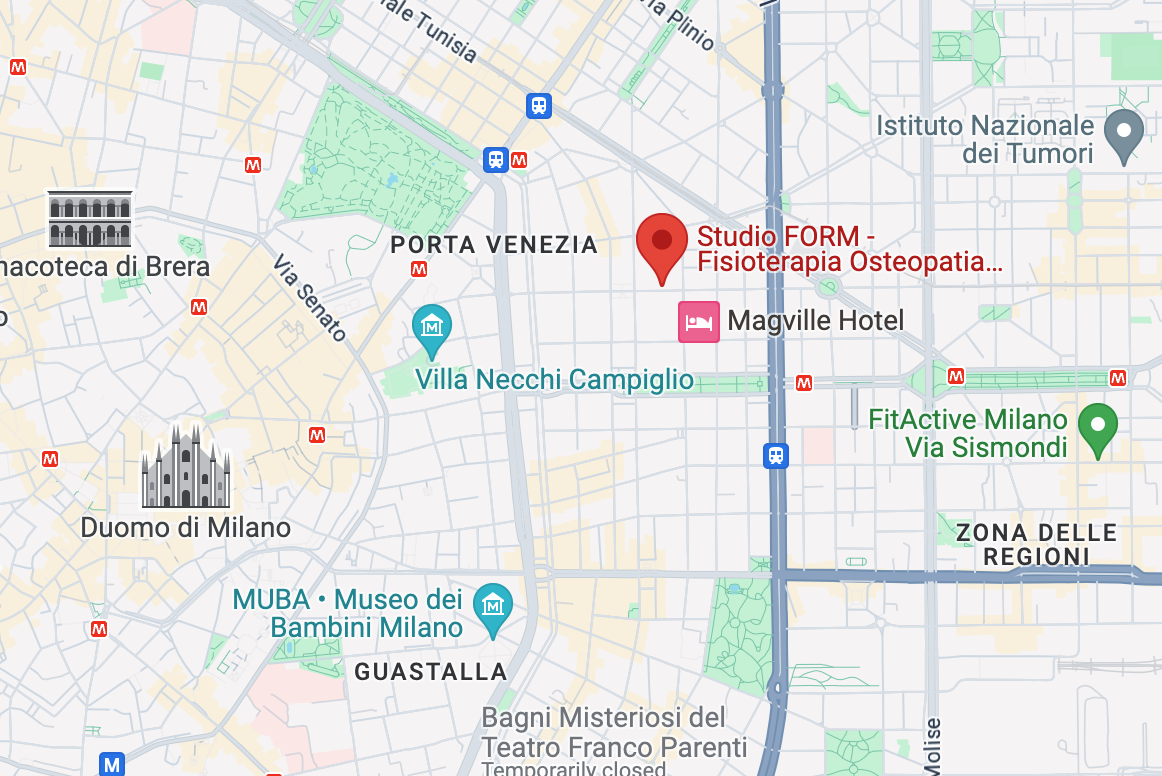 ale Tunisia
via Plinio
M
Istituto Nazionale
dei Tumori
M
M
PORTA VENEZIA
Studio FORM -
Fisioterapia Osteopatia...
nacoteca di Brera
M
Via Senato
M
Magville Hotel
M
Villa Necchi Campiglio
M
M
M
FitActive Milano
Via Sismondi
M
M
Duomo di Milano
ZONA DELLE
REGIONI
MUBA • Museo dei
Bambini Milano
M
M
GUASTALLA
Bagni Misteriosi del
Teatro Franco Parenti
Temporarily closed
Molise
M